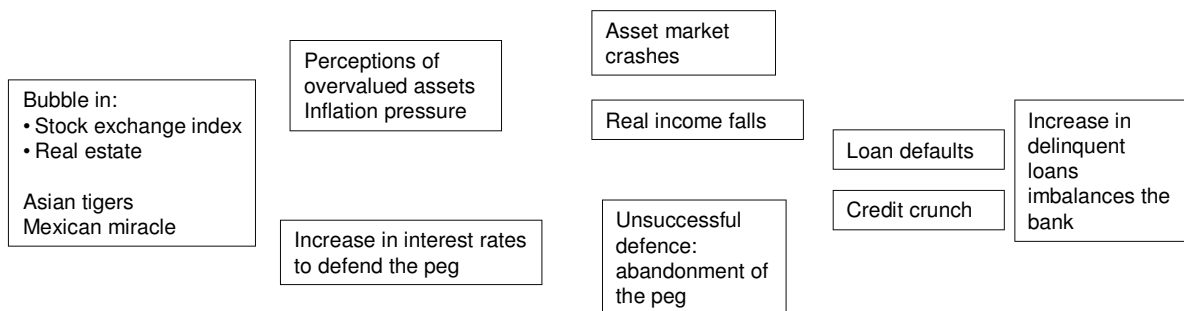 Bubble in:
• Stock exchange index
• Real estate
Asian tigers
Mexican miracle
Perceptions of
overvalued assets
Inflation pressure
Increase in interest rates
to defend the peg
Asset market
crashes
Real income falls
Unsuccessful
defence:
abandonment of
the peg
Loan defaults
Credit crunch
Increase in
delinquent
loans
imbalances the
bank